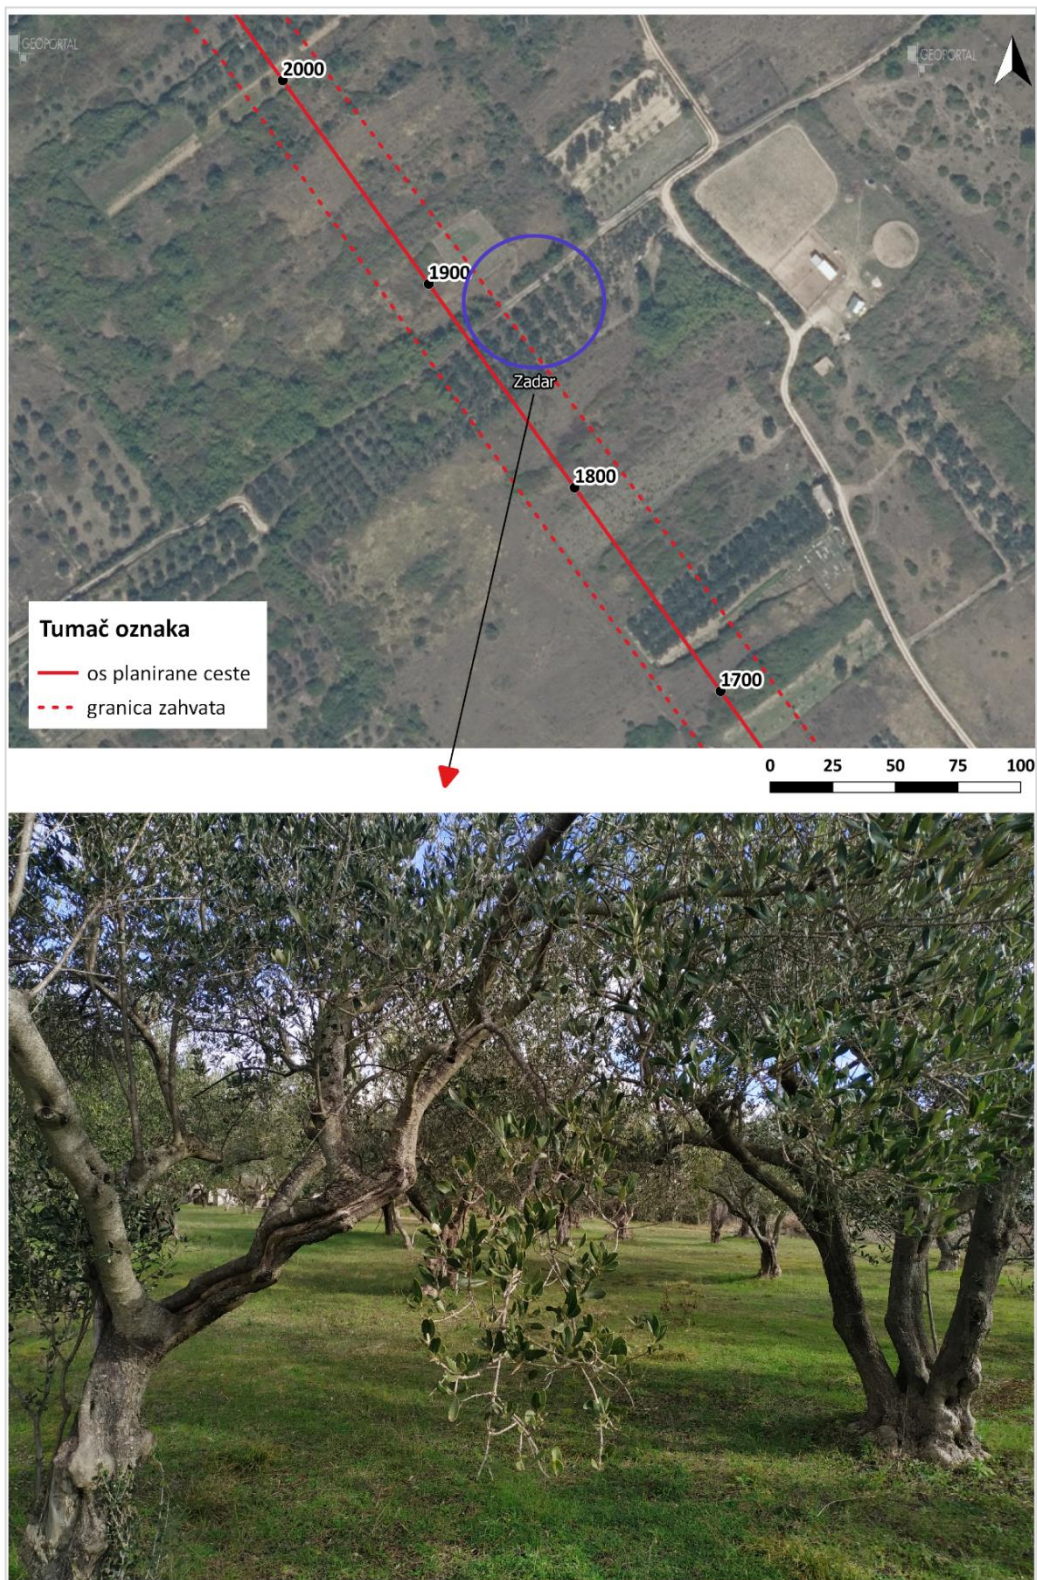 GEOPORTAL
GEOPORTAL
2000
1900
Zadar
1800
1700
Tumač oznaka
os planirane ceste
granica zahvata
0 25 50 75 100